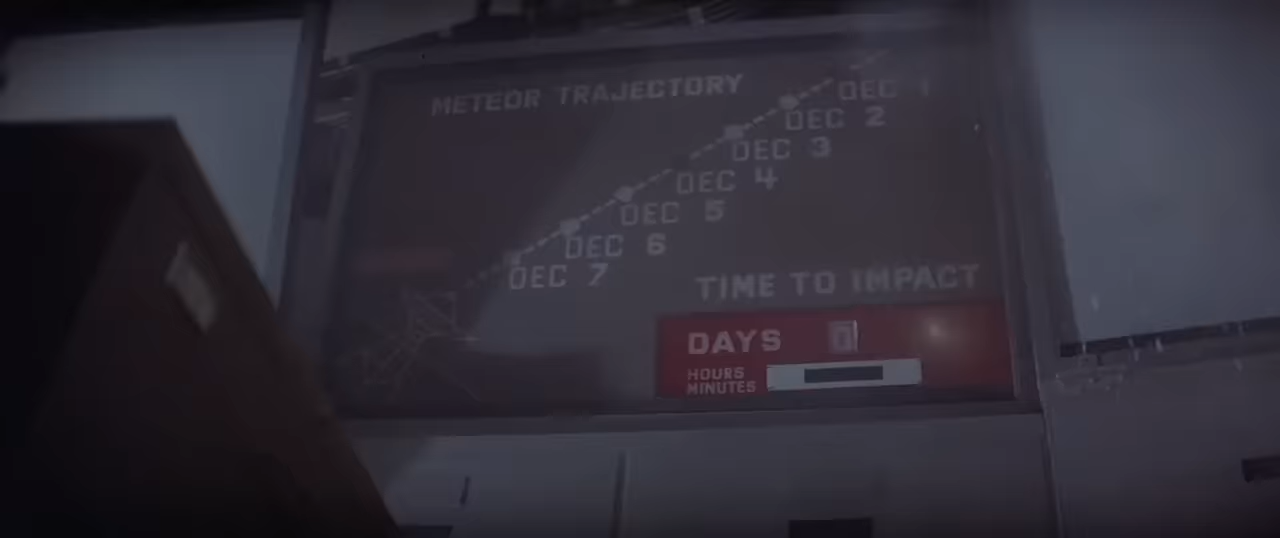 METEOR TRAJECTORY
DEC 1
DEC 2
DEC 3
DEC 4
DEC 5
DEC 6
DEC 7
TIME TO IMPACT
DAYS 0
HOURS
MINUTES